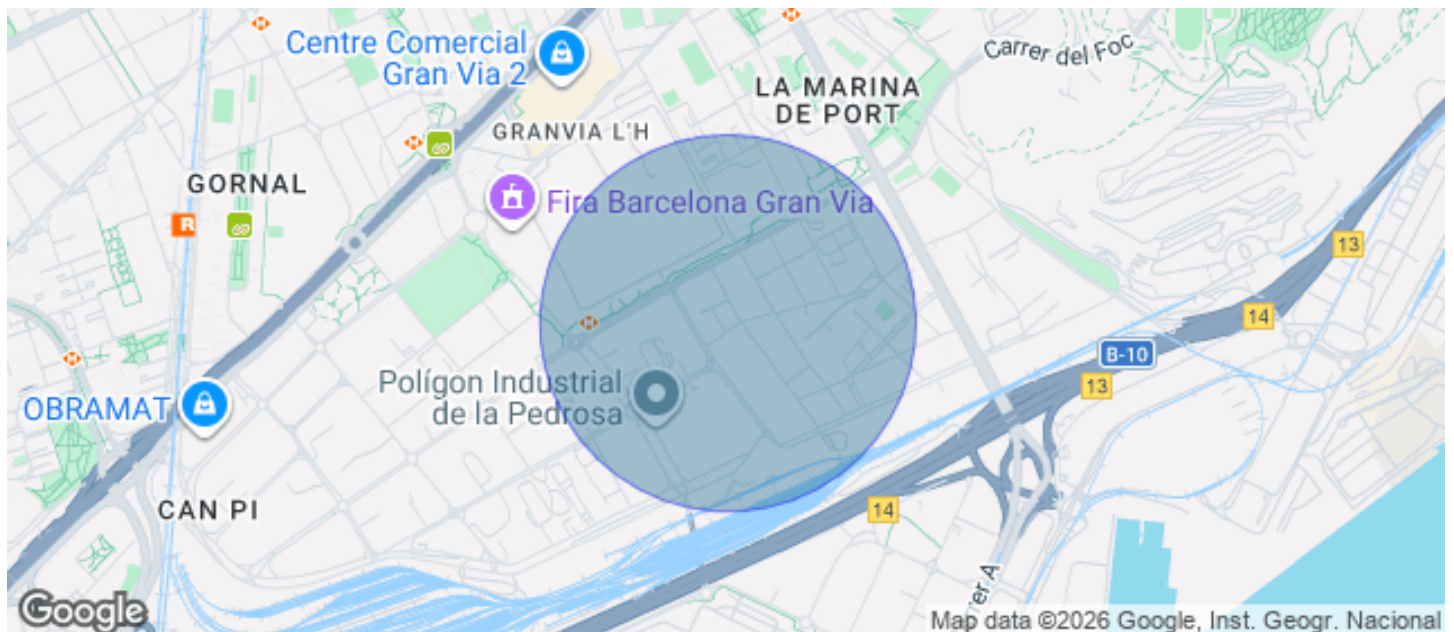 Centre Comercial
Gran Via 2
Carrer del Foc
LA MARINA
DE PORT
GRANVIA L'H
GORNAL
R
Fira Barcelona Gran Via
13
14
B-10
13
Polígon Industrial
de la Pedrosa
OBRAMAT
CAN PI
14
er A
Google
Map data ©2026 Google, Inst. Geogr. Nacional